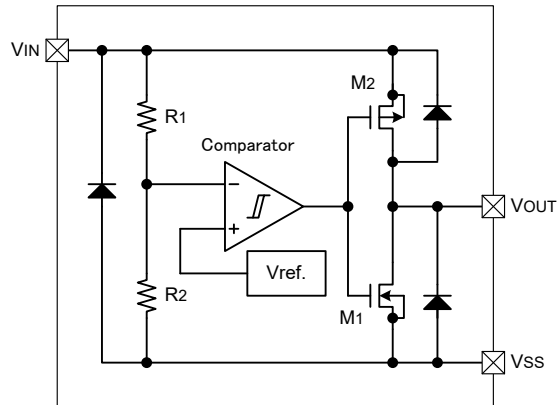 VIN
M2
R1
Comparator
−
+
VOUT
Vref.
R2
M1
VSS